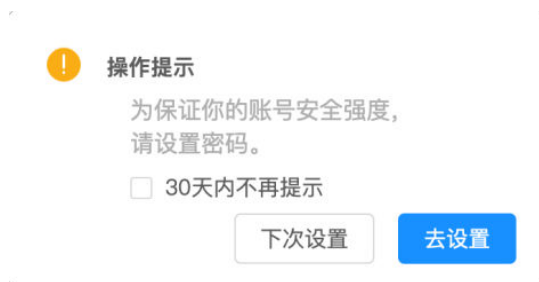 操作提示
为保证你的账号安全强度，
请设置密码。
30天内不再提示
下次设置
去设置